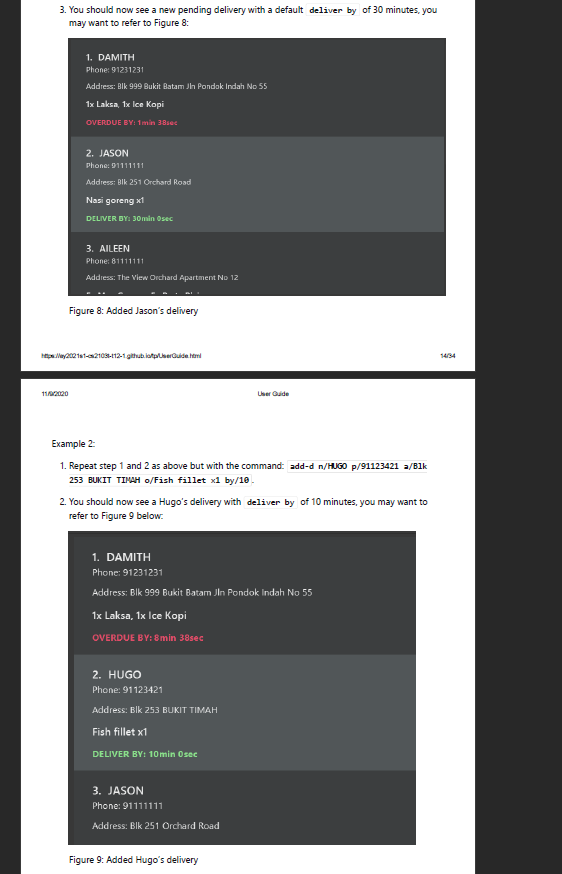 3. You should now see a new pending delivery with a default deliver by of 30 minutes, you
may want to refer to Figure 8:
1. DAMITH
Phone: 91231231
Address: Blk 999 Bukit Batam Jln Pondok Indah No 55
1x Laksa, 1x Ice Kopi
OVERDUE BY: 1min 38sec
2. JASON
Phone: 91111111
Address: Blk 251 Orchard Road
Nasi goreng x1
DELIVER BY: 30min 0sec
3. AILEEN
Phone: 81111111
Address: The View Orchard Apartment No 12
Figure 8: Added Jason's delivery
https://ay2021s1-cs2103t-t12-1.github.io/tp/UserGuide.html 14/34
11/9/2020 User Guide
Example 2:
1. Repeat step 1 and 2 as above but with the command: add-d n/HUGO p/91123421 a/Blk
253 BUKIT TIMAH o/Fish fillet x1 by/10 .
2. You should now see a Hugo's delivery with deliver by of 10 minutes, you may want to
refer to Figure 9 below:
1. DAMITH
Phone: 91231231
Address: Blk 999 Bukit Batam Jln Pondok Indah No 55
1x Laksa, 1x Ice Kopi
OVERDUE BY: 8min 38sec
2. HUGO
Phone: 91123421
Address: Blk 253 BUKIT TIMAH
Fish fillet x1
DELIVER BY: 10min 0sec
3. JASON
Phone: 91111111
Address: Blk 251 Orchard Road
Figure 9: Added Hugo's delivery